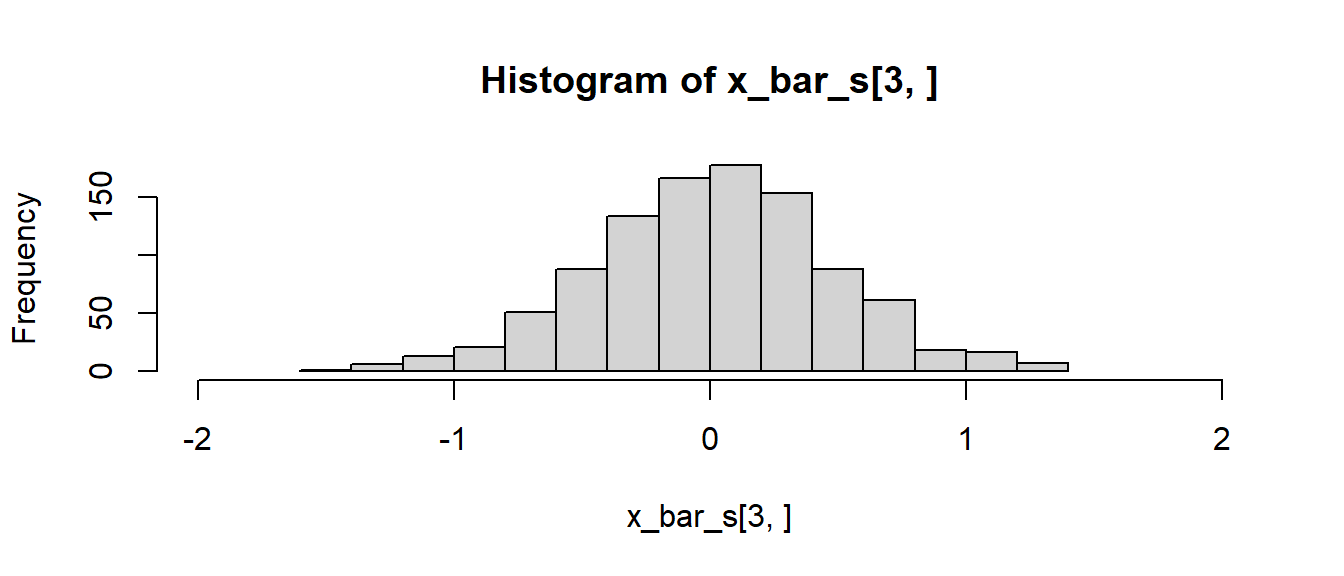 Histogram of x_bar_s[3, ]
Frequency
150
50
0
-2 -1 0 1 2
x_bar_s[3, ]